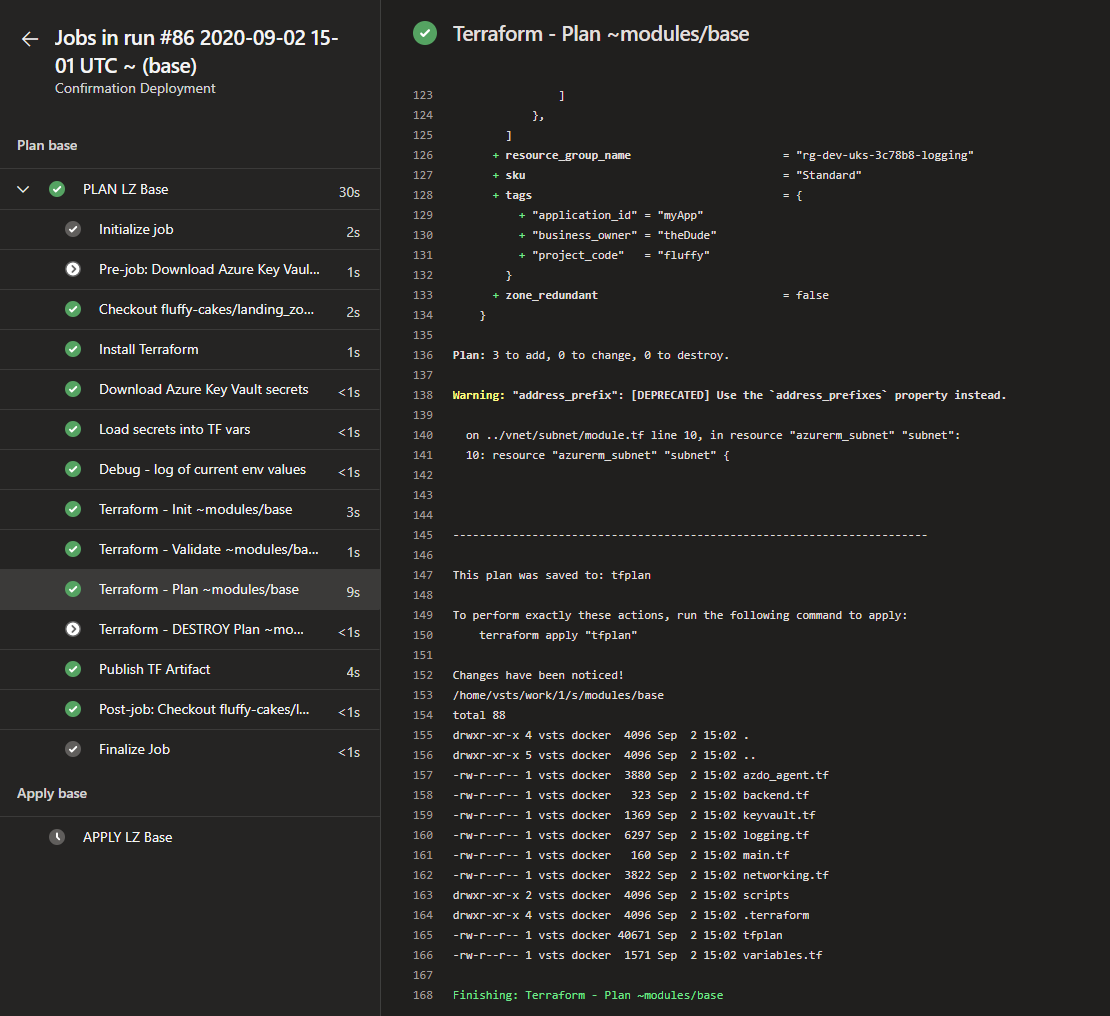 Jobs in run #86 2020-09-02 15-
01 UTC ~ (base)
Confirmation Deployment
Plan base
PLAN LZ Base 30s
Initialize job 2s
Pre-job: Download Azure Key Vaul... 1s
Checkout fluffy-cakes/landing_zo... 2s
Install Terraform 1s
Download Azure Key Vault secrets <1s
Load secrets into TF vars <1s
Debug - log of current env values <1s
Terraform - Init ~modules/base 3s
Terraform - Validate ~modules/ba... 1s
Terraform - Plan ~modules/base 9s
Terraform - DESTROY Plan ~mo... <1s
Publish TF Artifact 4s
Post-job: Checkout fluffy-cakes/l... <1s
Finalize Job <1s
Apply base
APPLY LZ Base
Terraform - Plan ~modules/base
123 ]
124 },
125 ]
126 + resource_group_name = "rg-dev-uks-3c78b8-logging"
127 + sku = "Standard"
128 + tags = {
129 + "application_id" = "myApp"
130 + "business_owner" = "theDude"
131 + "project_code" = "fluffy"
132 }
133 + zone_redundant = false
134 }
135
136 Plan: 3 to add, 0 to change, 0 to destroy.
137
138 Warning: "address_prefix": [DEPRECATED] Use the `address_prefixes` property instead.
139
140 on ../vnet/subnet/module.tf line 10, in resource "azurerm_subnet" "subnet":
141 10: resource "azurerm_subnet" "subnet" {
142
143
144
145 ------------------------------------------------------------------------
146
147 This plan was saved to: tfplan
148
149 To perform exactly these actions, run the following command to apply:
150 terraform apply "tfplan"
151
152 Changes have been noticed!
153 /home/vsts/work/1/s/modules/base
154 total 88
155 drwxr-xr-x 4 vsts docker 4096 Sep 2 15:02 .
156 drwxr-xr-x 5 vsts docker 4096 Sep 2 15:02 ..
157 -rw-r--r-- 1 vsts docker 3880 Sep 2 15:02 azdo_agent.tf
158 -rw-r--r-- 1 vsts docker 323 Sep 2 15:02 backend.tf
159 -rw-r--r-- 1 vsts docker 1369 Sep 2 15:02 keyvault.tf
160 -rw-r--r-- 1 vsts docker 6297 Sep 2 15:02 logging.tf
161 -rw-r--r-- 1 vsts docker 160 Sep 2 15:02 main.tf
162 -rw-r--r-- 1 vsts docker 3822 Sep 2 15:02 networking.tf
163 drwxr-xr-x 2 vsts docker 4096 Sep 2 15:02 scripts
164 drwxr-xr-x 4 vsts docker 4096 Sep 2 15:02 .terraform
165 -rw-r--r-- 1 vsts docker 40671 Sep 2 15:02 tfplan
166 -rw-r--r-- 1 vsts docker 1571 Sep 2 15:02 variables.tf
167
168 Finishing: Terraform - Plan ~modules/base